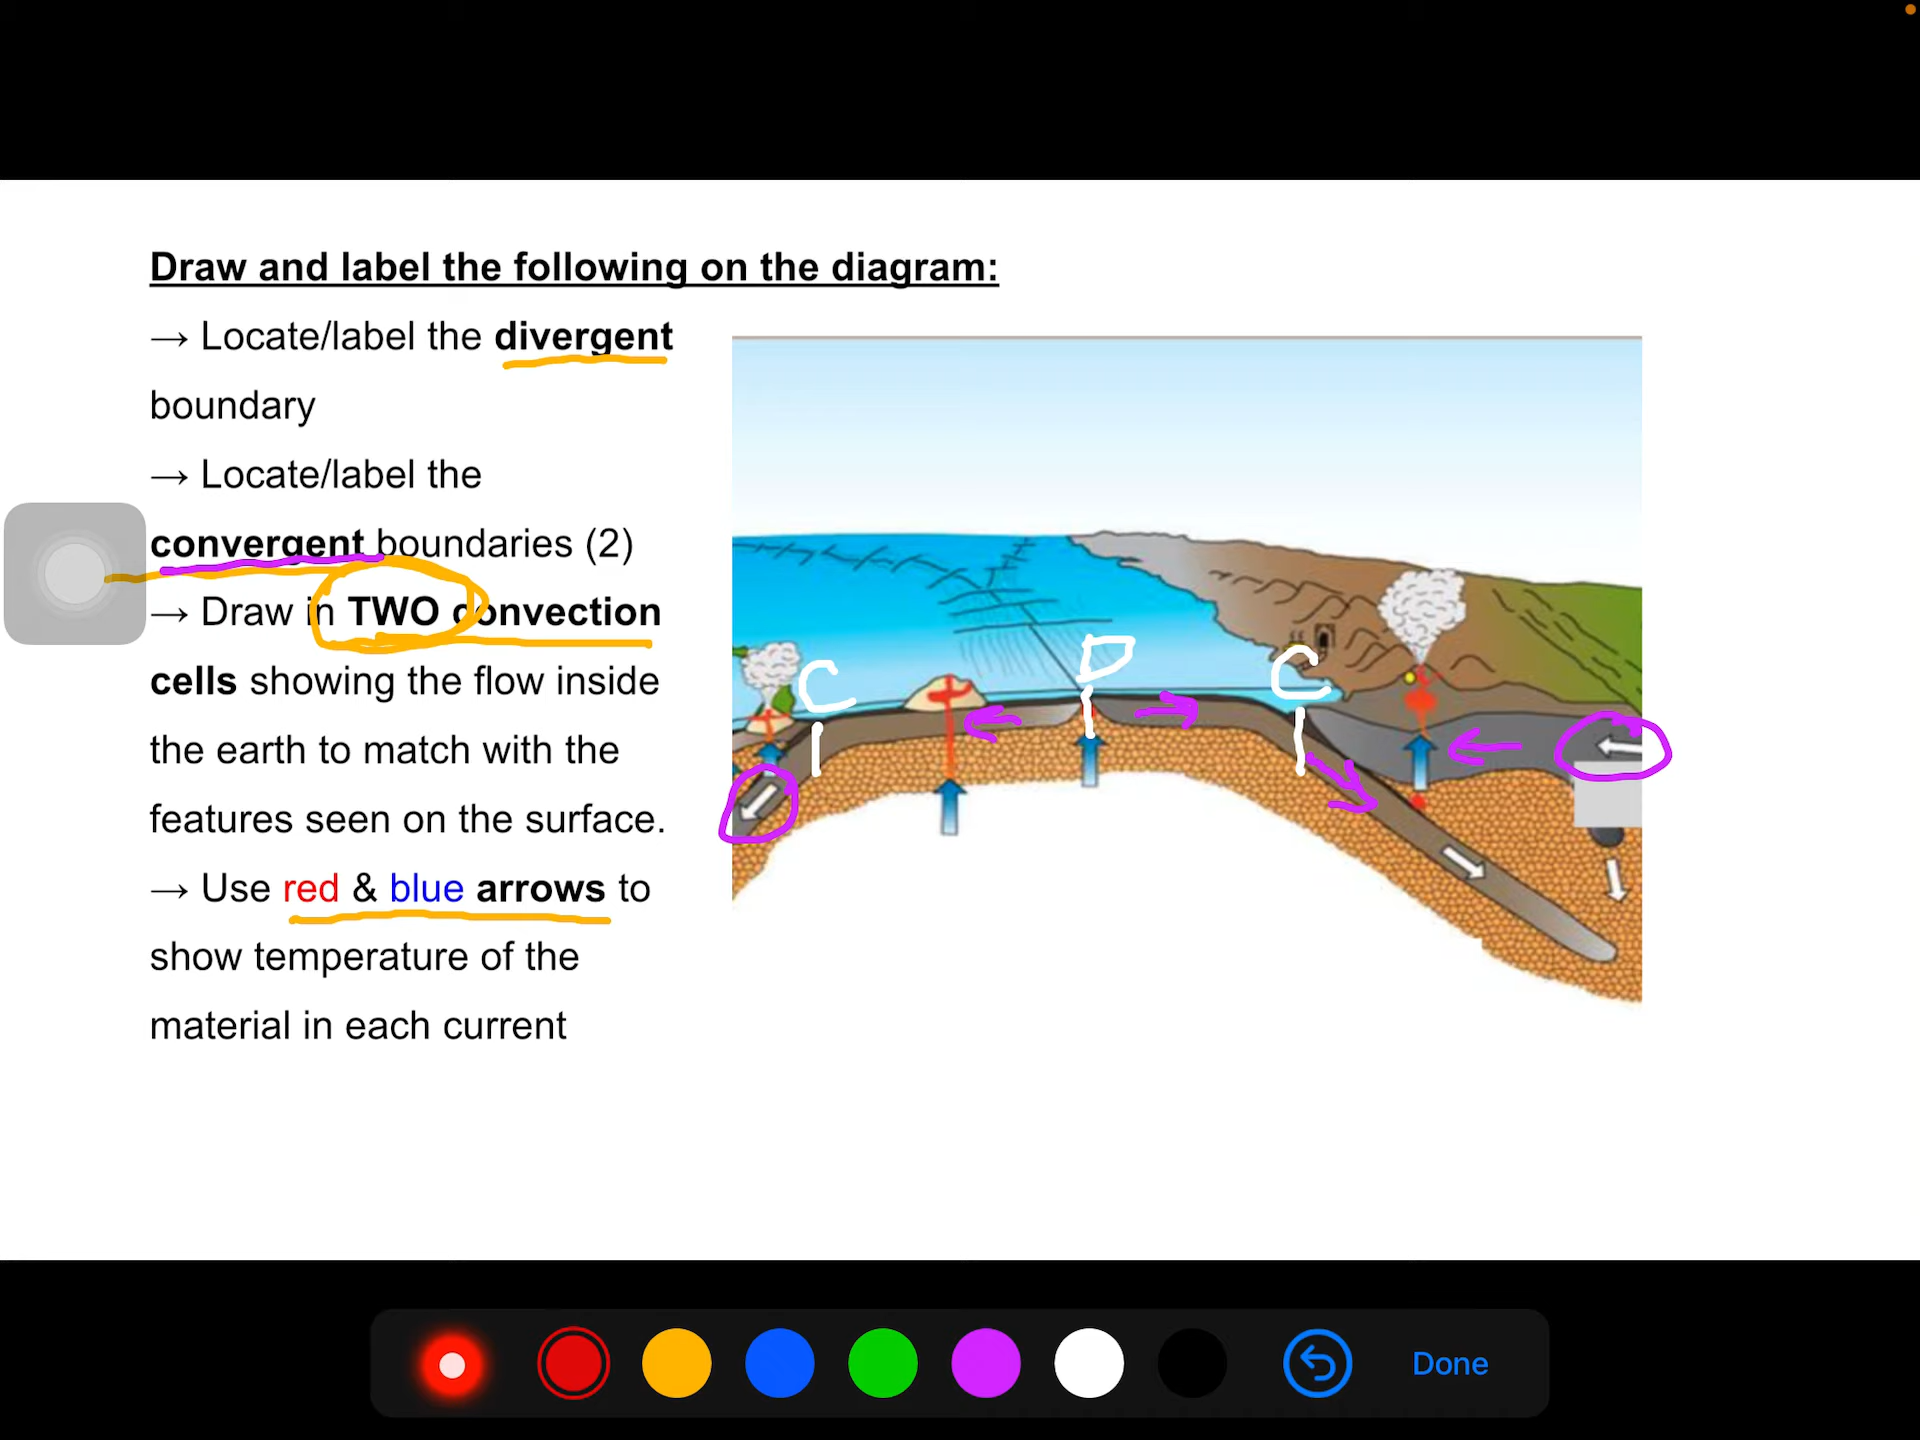 Draw and label the following on the diagram:
→ Locate/label the divergent
boundary
→ Locate/label the
convergent boundaries (2)
→ Draw in TWO convection
cells showing the flow inside
the earth to match with the
features seen on the surface.
→ Use red & blue arrows to
show temperature of the
material in each current
C
D
C
Done